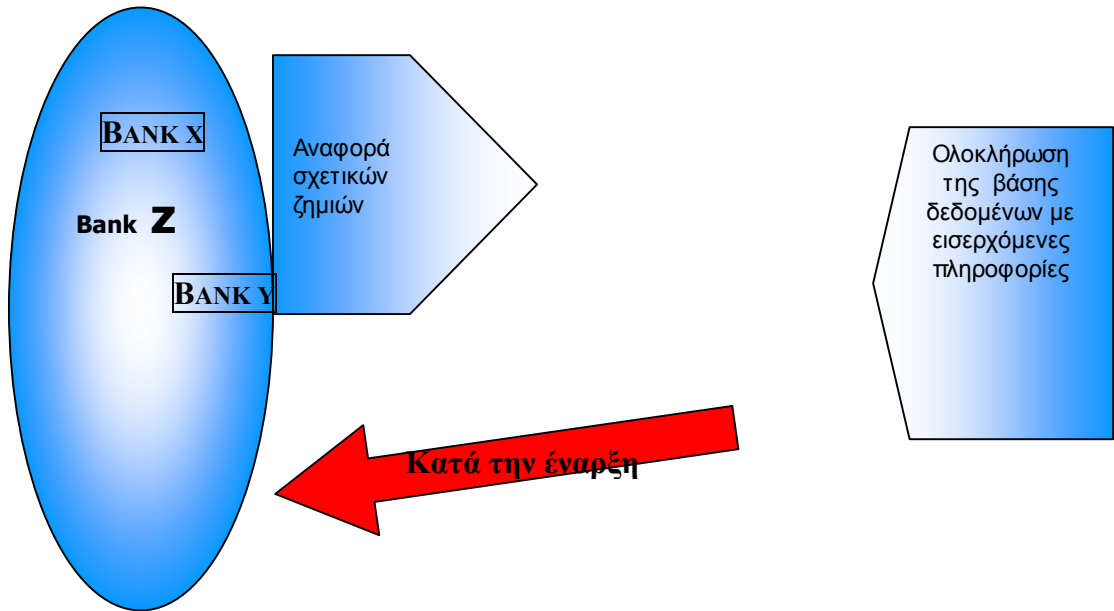 BANK X
Bank Z
BANK Y
Αναφορά
σχετικών
ζημιών
Ολοκλήρωση
της βάσης
δεδομένων με
εισερχόμενες
πληροφορίες
Κατά την έναρξη